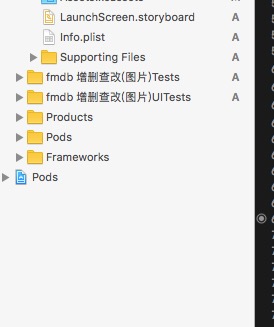 LaunchScreen.storyboard A
Info.plist A
Supporting Files A
fmdb 增删查改(图片)Tests A
fmdb 增删查改(图片)UITests A
Products
Pods
Frameworks
Pods